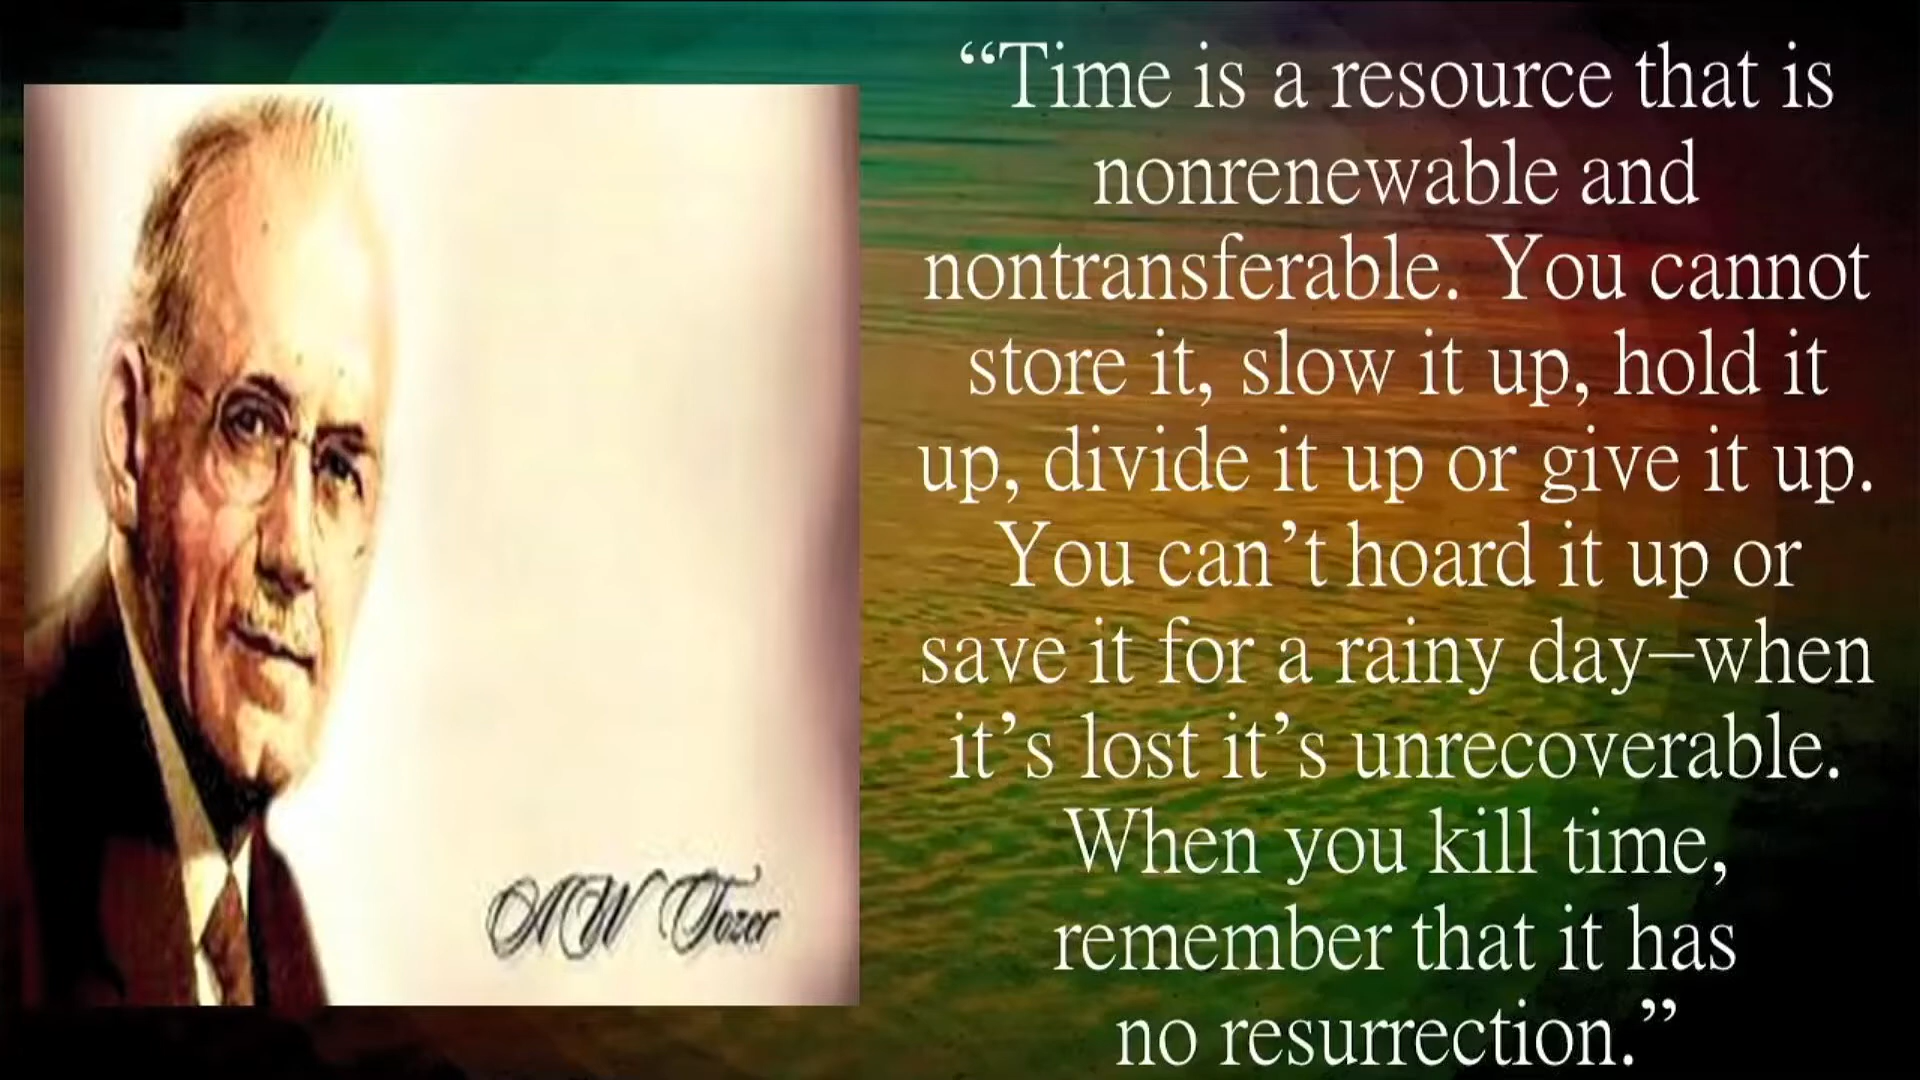 “Time is a resource that is
nonrenewable and
nontransferable. You cannot
store it, slow it up, hold it
up, divide it up or give it up.
You can’t hoard it up or
save it for a rainy day–when
it’s lost it’s unrecoverable.
When you kill time,
remember that it has
no resurrection.”
AW Tozer